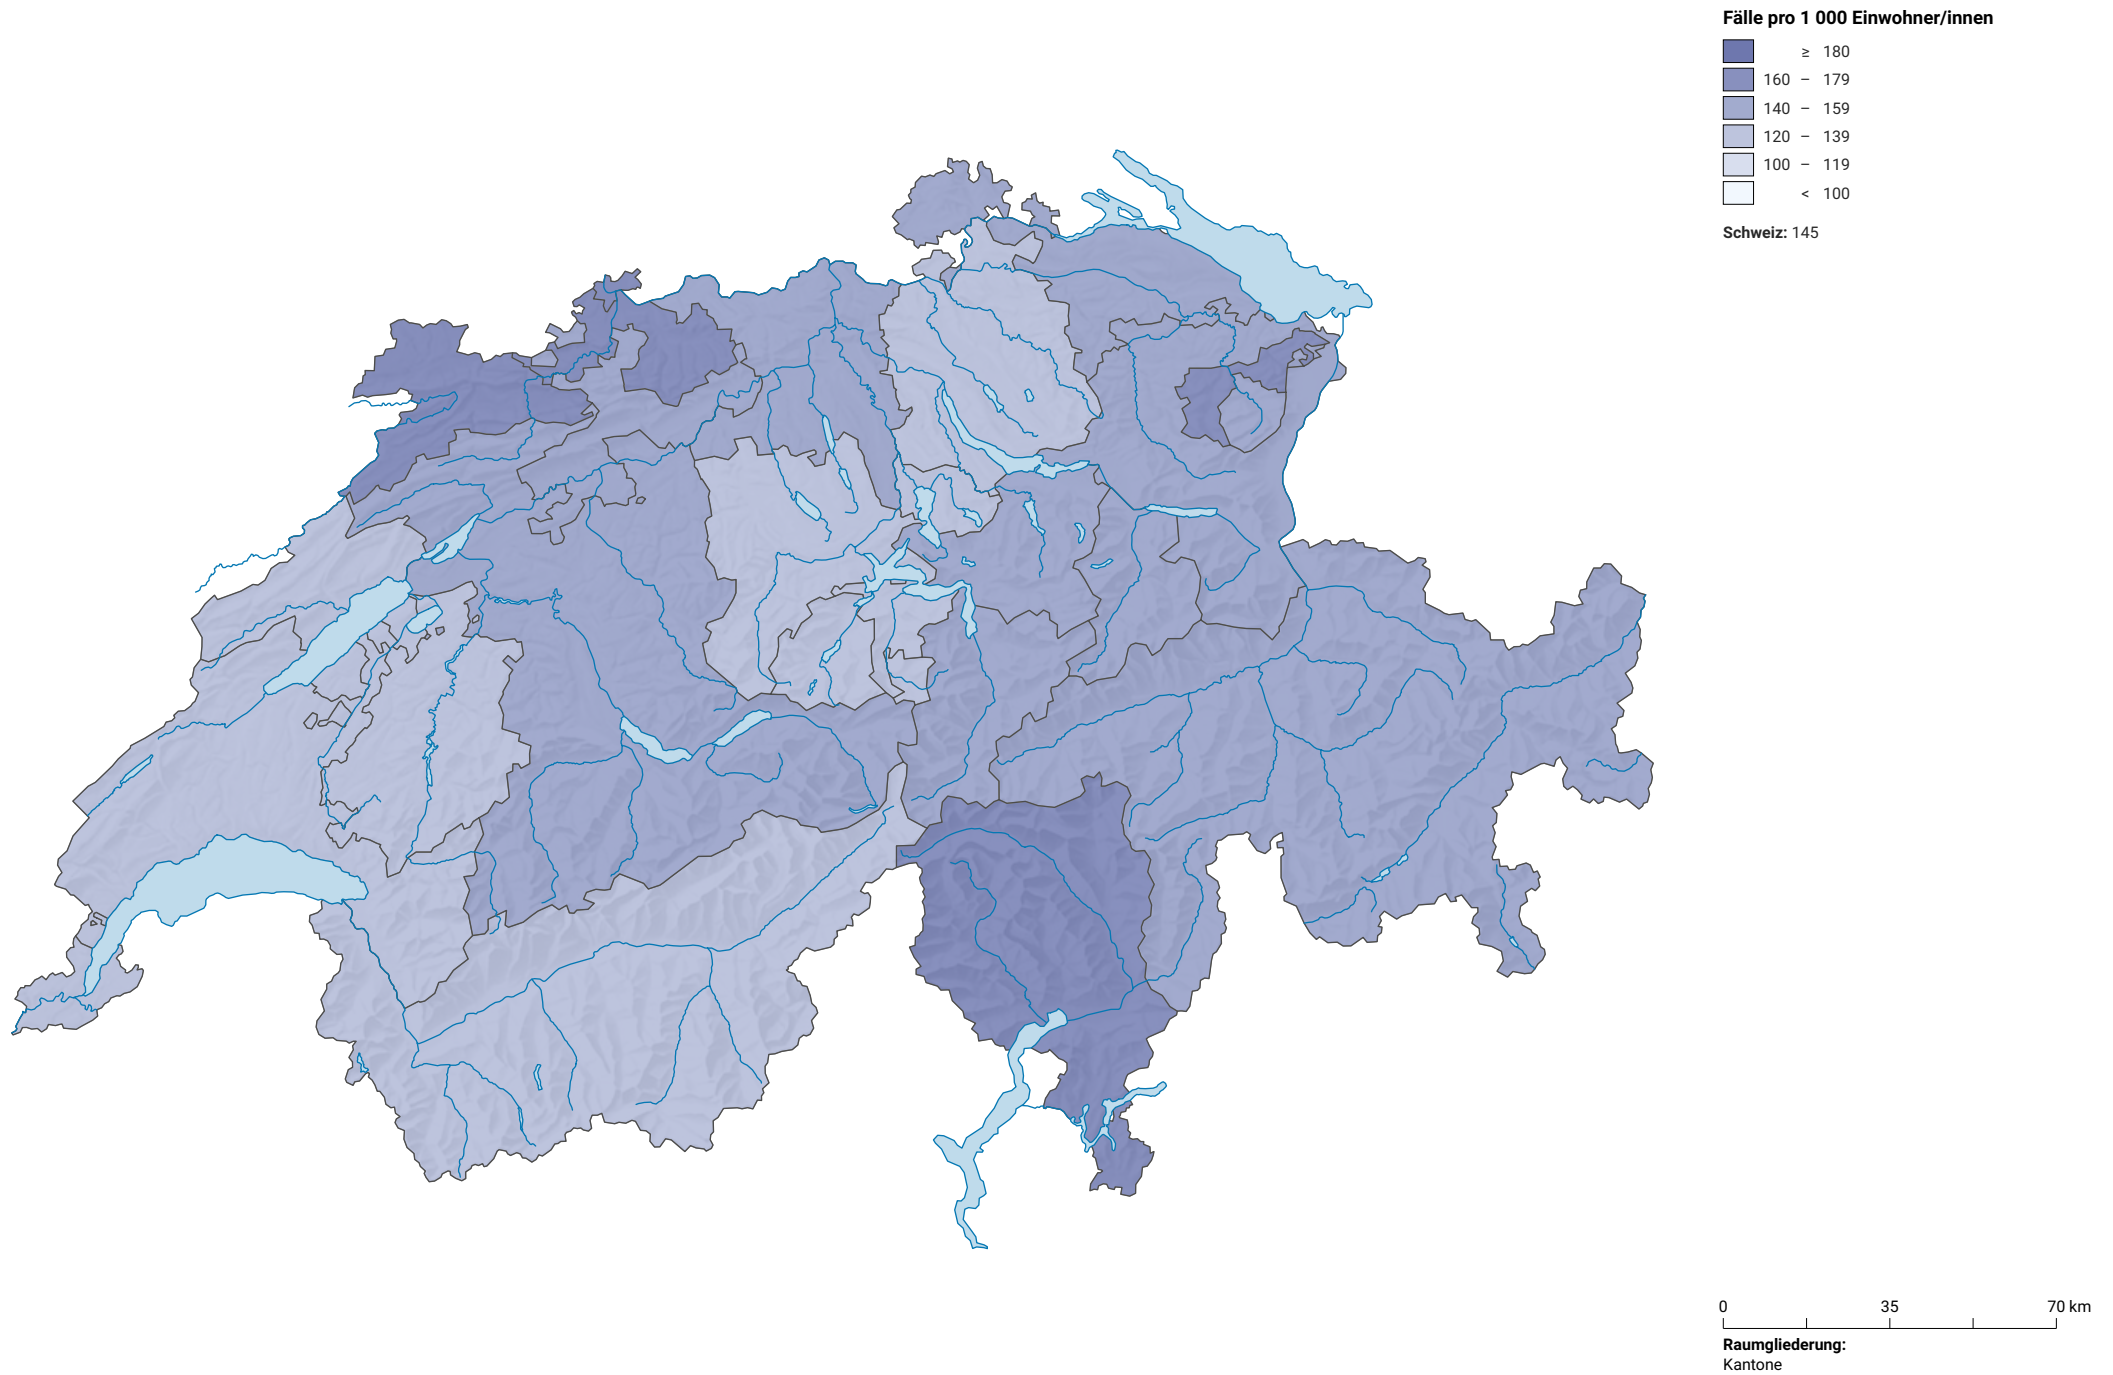 Fälle pro 1 000 Einwohner/innen
≥ 180
160 – 179
140 – 159
120 – 139
100 – 119
< 100
Schweiz: 145
0 35 70 km
Raumgliederung:
Kantone